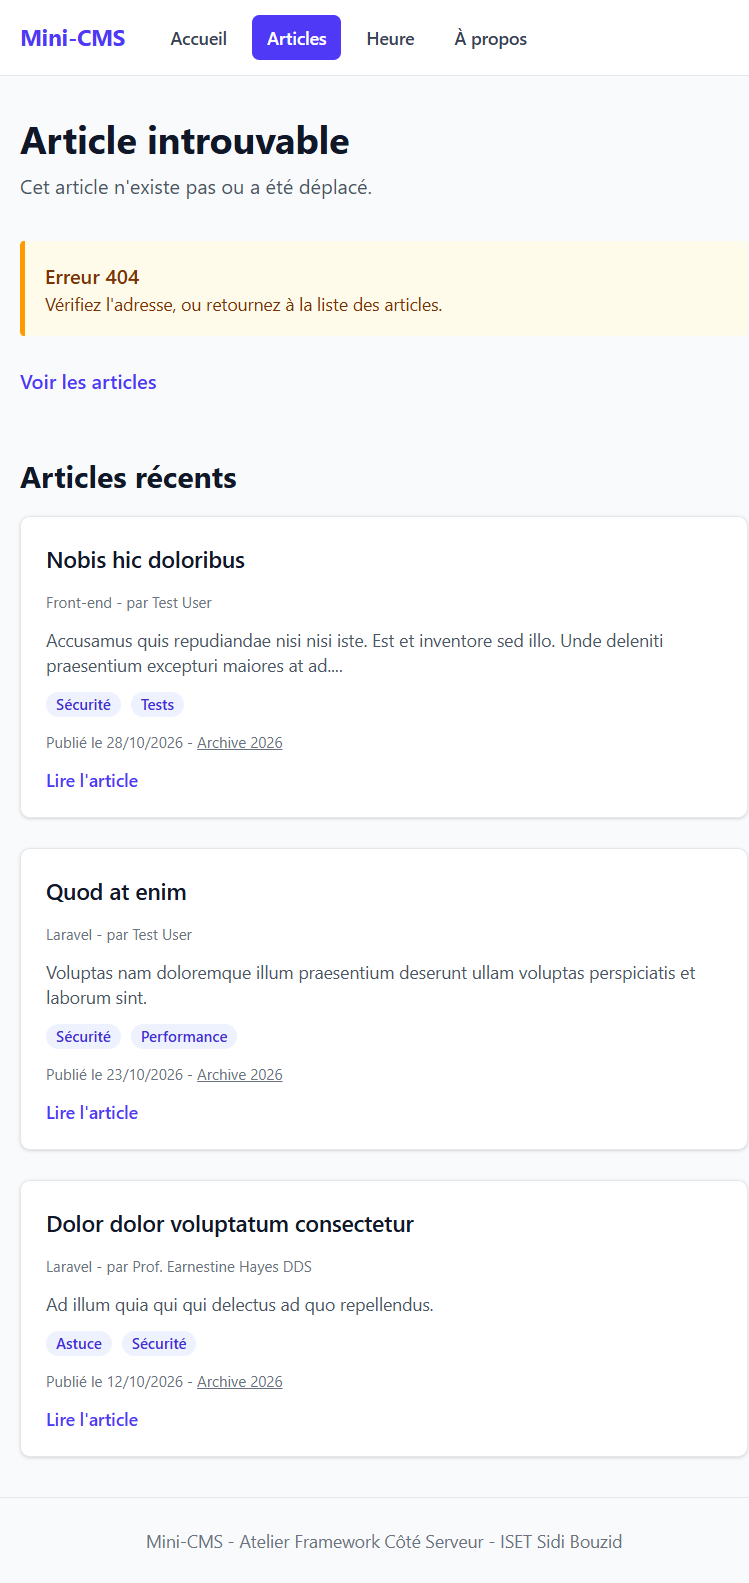 Mini-CMS Accueil Articles Heure À propos
Article introuvable
Cet article n'existe pas ou a été déplacé.
Erreur 404
Vérifiez l'adresse, ou retournez à la liste des articles.
Voir les articles
Articles récents
Nobis hic doloribus
Front-end - par Test User
Accusamus quis repudiandae nisi nisi iste. Est et inventore sed illo. Unde deleniti
praesentium excepturi maiores at ad....
Sécurité Tests
Publié le 28/10/2026 - Archive 2026
Lire l'article
Quod at enim
Laravel - par Test User
Voluptas nam doloremque illum praesentium deserunt ullam voluptas perspiciatis et
laborum sint.
Sécurité Performance
Publié le 23/10/2026 - Archive 2026
Lire l'article
Dolor dolor voluptatum consectetur
Laravel - par Prof. Earnestine Hayes DDS
Ad illum quia qui qui delectus ad quo repellendus.
Astuce Sécurité
Publié le 12/10/2026 - Archive 2026
Lire l'article
Mini-CMS - Atelier Framework Côté Serveur - ISET Sidi Bouzid